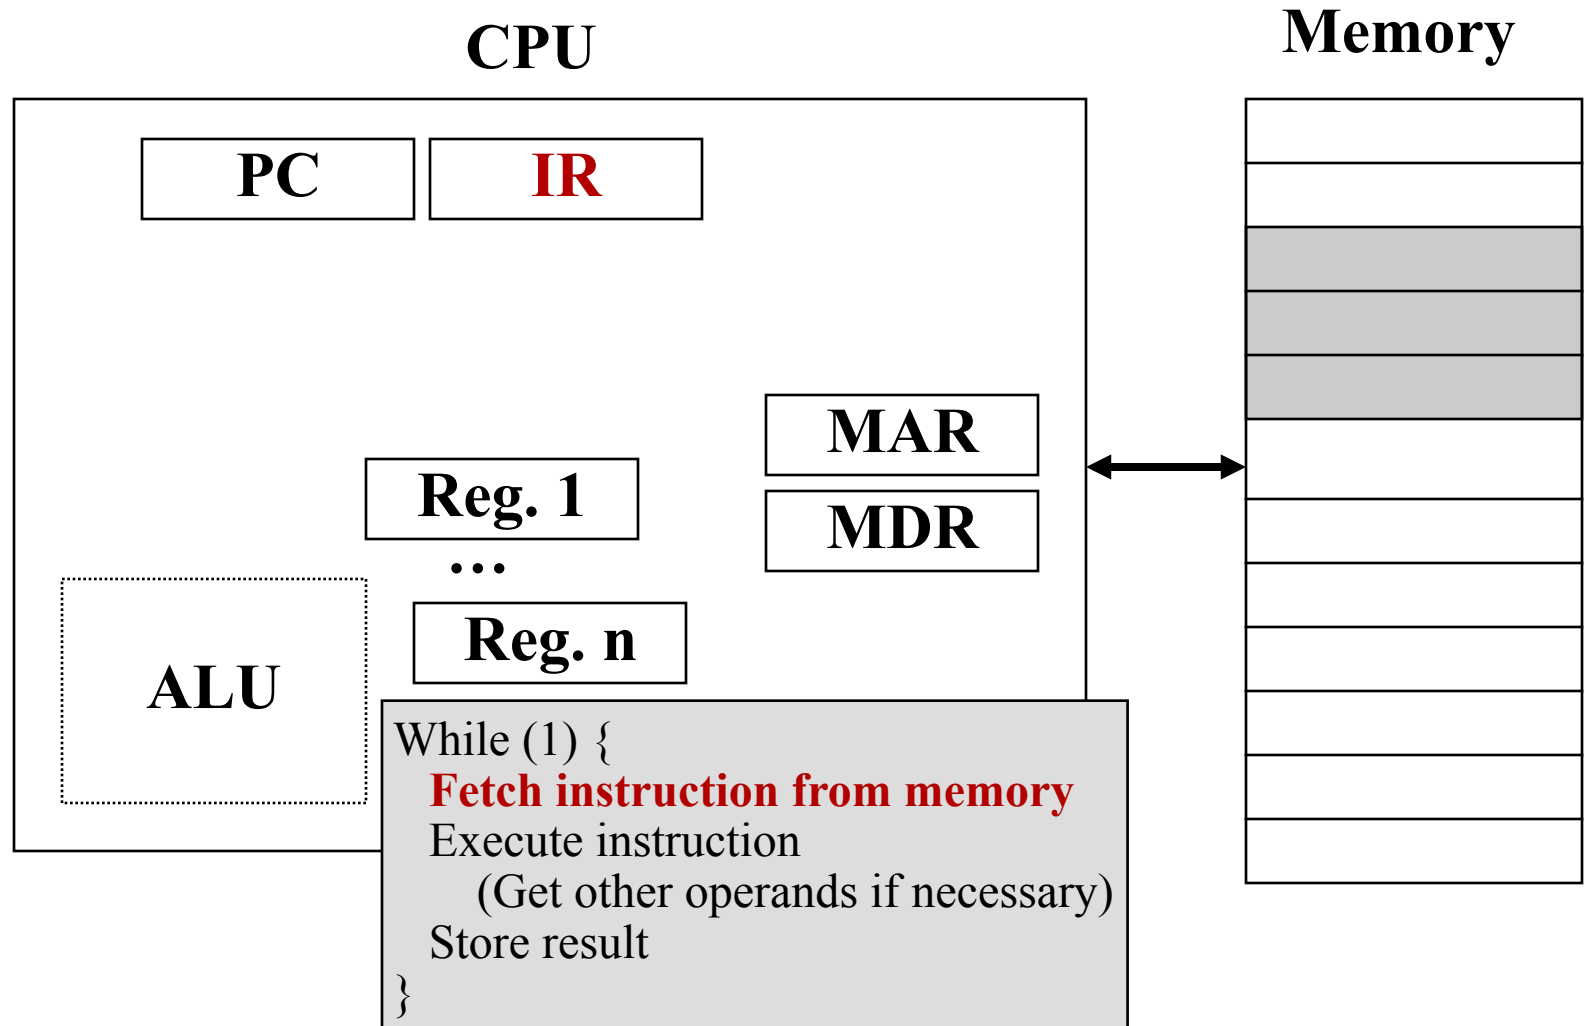 CPU
Memory
PC
IR
MAR
MDR
Reg. 1
...
Reg. n
ALU
While (1) {
Fetch instruction from memory
Execute instruction
(Get other operands if necessary)
Store result
}